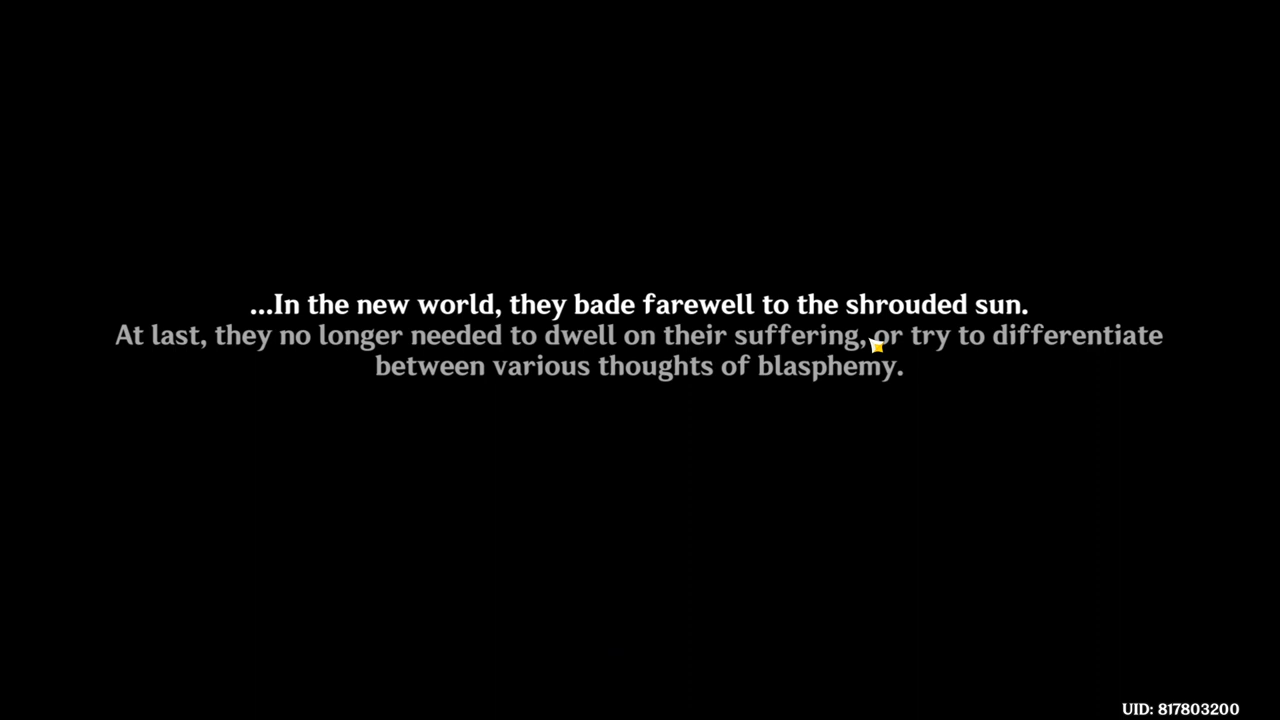 ...In the new world, they bade farewell to the shrouded sun.
At last, they no longer needed to dwell on their suffering, or try to differentiate
between various thoughts of blasphemy.
UID: 817803200